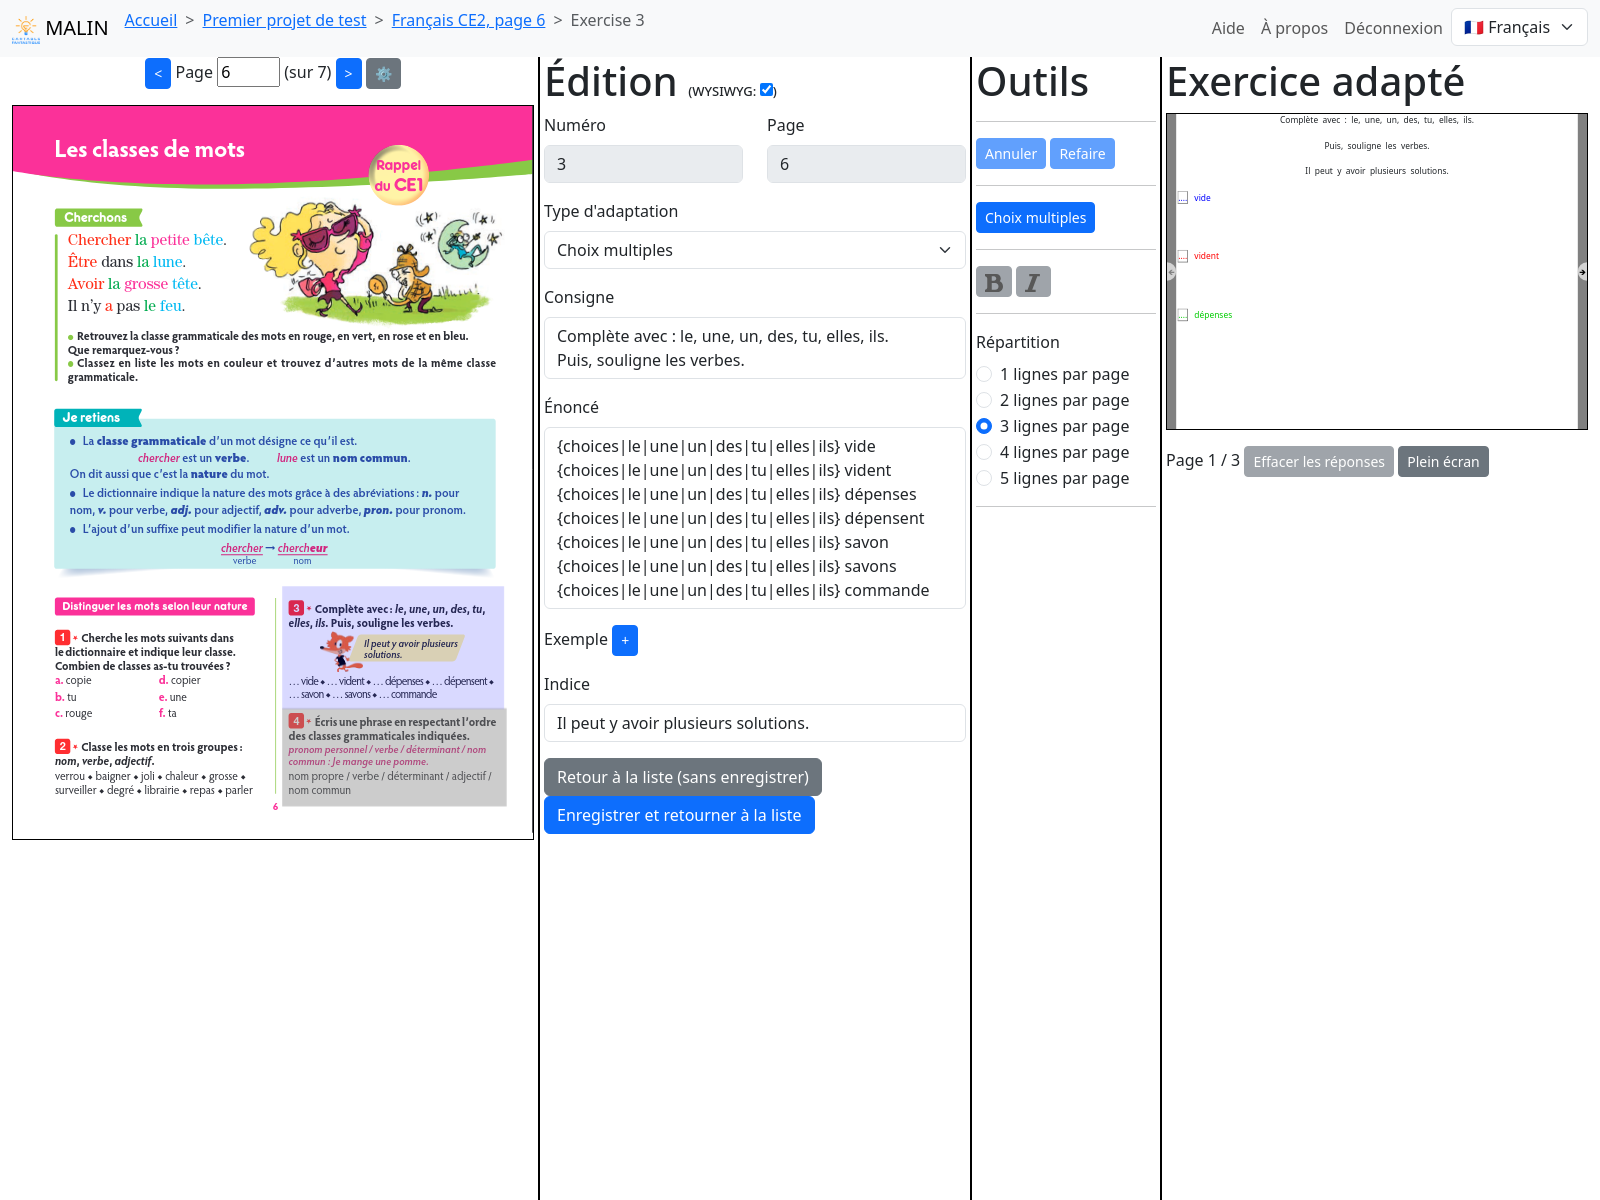 MALIN
Accueil > Premier projet de test > Français CE2, page 6 > Exercise 3
Aide À propos Déconnexion 🇫🇷 Français
< Page 6 (sur 7) > ⚙️
Les classes de mots
Rappel
du CE1
Cherchons
Chercher la petite bête.
Être dans la lune.
Avoir la grosse tête.
Il n’y a pas le feu.
• Retrouvez la classe grammaticale des mots en rouge, en vert, en rose et en bleu.
Que remarquez-vous ?
• Classez en liste les mots en couleur et trouvez d’autres mots de la même classe
grammaticale.
Je retiens
• La classe grammaticale d’un mot désigne ce qu’il est.
chercher est un verbe. lune est un nom commun.
On dit aussi que c’est la nature du mot.
• Le dictionnaire indique la nature des mots grâce à des abréviations : n. pour
nom, v. pour verbe, adj. pour adjectif, adv. pour adverbe, pron. pour pronom.
• L’ajout d’un suffixe peut modifier la nature d’un mot.
chercher → chercheur
verbe nom
Distinguer les mots selon leur nature
1 * Cherche les mots suivants dans
le dictionnaire et indique leur classe.
Combien de classes as-tu trouvées ?
a. copie d. copier
b. tu e. une
c. rouge f. ta
2 * Classe les mots en trois groupes :
nom, verbe, adjectif.
verrou ◆ baigner ◆ joli ◆ chaleur ◆ grosse ◆
surveiller ◆ degré ◆ librairie ◆ repas ◆ parler
3 * Complète avec : le, une, un, des, tu,
elles, ils. Puis, souligne les verbes.
Il peut y avoir plusieurs
solutions.
... vide ◆ ... vident ◆ ... dépenses ◆ ... dépensent ◆
... savon ◆ ... savons ◆ ... commande
4 * Écris une phrase en respectant l’ordre
des classes grammaticales indiquées.
pronom personnel / verbe / déterminant / nom
commun : Je mange une pomme.
nom propre / verbe / déterminant / adjectif /
nom commun
6
Édition (WYSIWYG: )
Numéro Page
3 6
Type d'adaptation
Choix multiples
Consigne
Complète avec : le, une, un, des, tu, elles, ils.
Puis, souligne les verbes.
Énoncé
{choices|le|une|un|des|tu|elles|ils} vide
{choices|le|une|un|des|tu|elles|ils} vident
{choices|le|une|un|des|tu|elles|ils} dépenses
{choices|le|une|un|des|tu|elles|ils} dépensent
{choices|le|une|un|des|tu|elles|ils} savon
{choices|le|une|un|des|tu|elles|ils} savons
{choices|le|une|un|des|tu|elles|ils} commande
Exemple +
Indice
Il peut y avoir plusieurs solutions.
Retour à la liste (sans enregistrer)
Enregistrer et retourner à la liste
Outils
Annuler Refaire
Choix multiples
B I
Répartition
1 lignes par page
2 lignes par page
3 lignes par page
4 lignes par page
5 lignes par page
Exercice adapté
Complète avec : le, une, un, des, tu, elles, ils.
Puis, souligne les verbes.
Il peut y avoir plusieurs solutions.
.... vide
.... vident
.... dépenses
Page 1 / 3 Effacer les réponses Plein écran